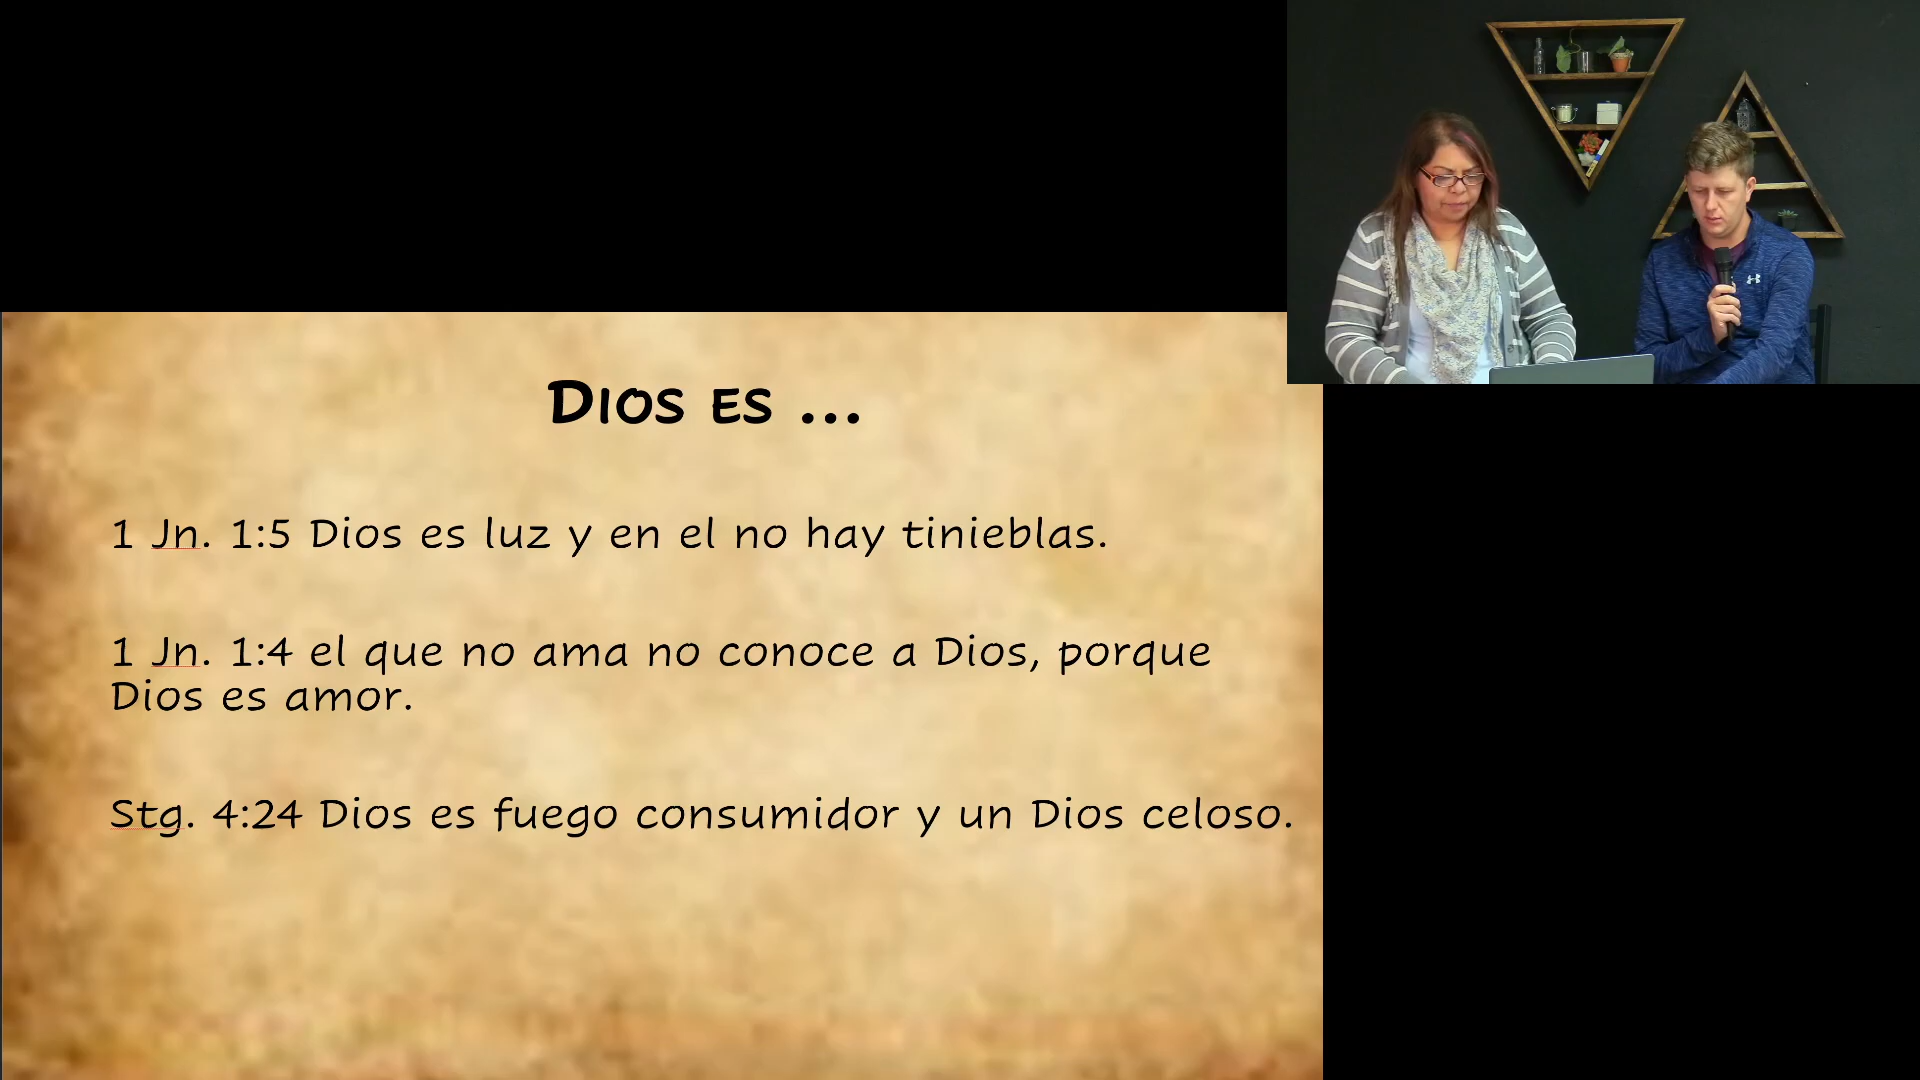 Dios es ...
1 Jn. 1:5 Dios es luz y en el no hay tinieblas.
1 Jn. 1:4 el que no ama no conoce a Dios, porque
Dios es amor.
Stg. 4:24 Dios es fuego consumidor y un Dios celoso.